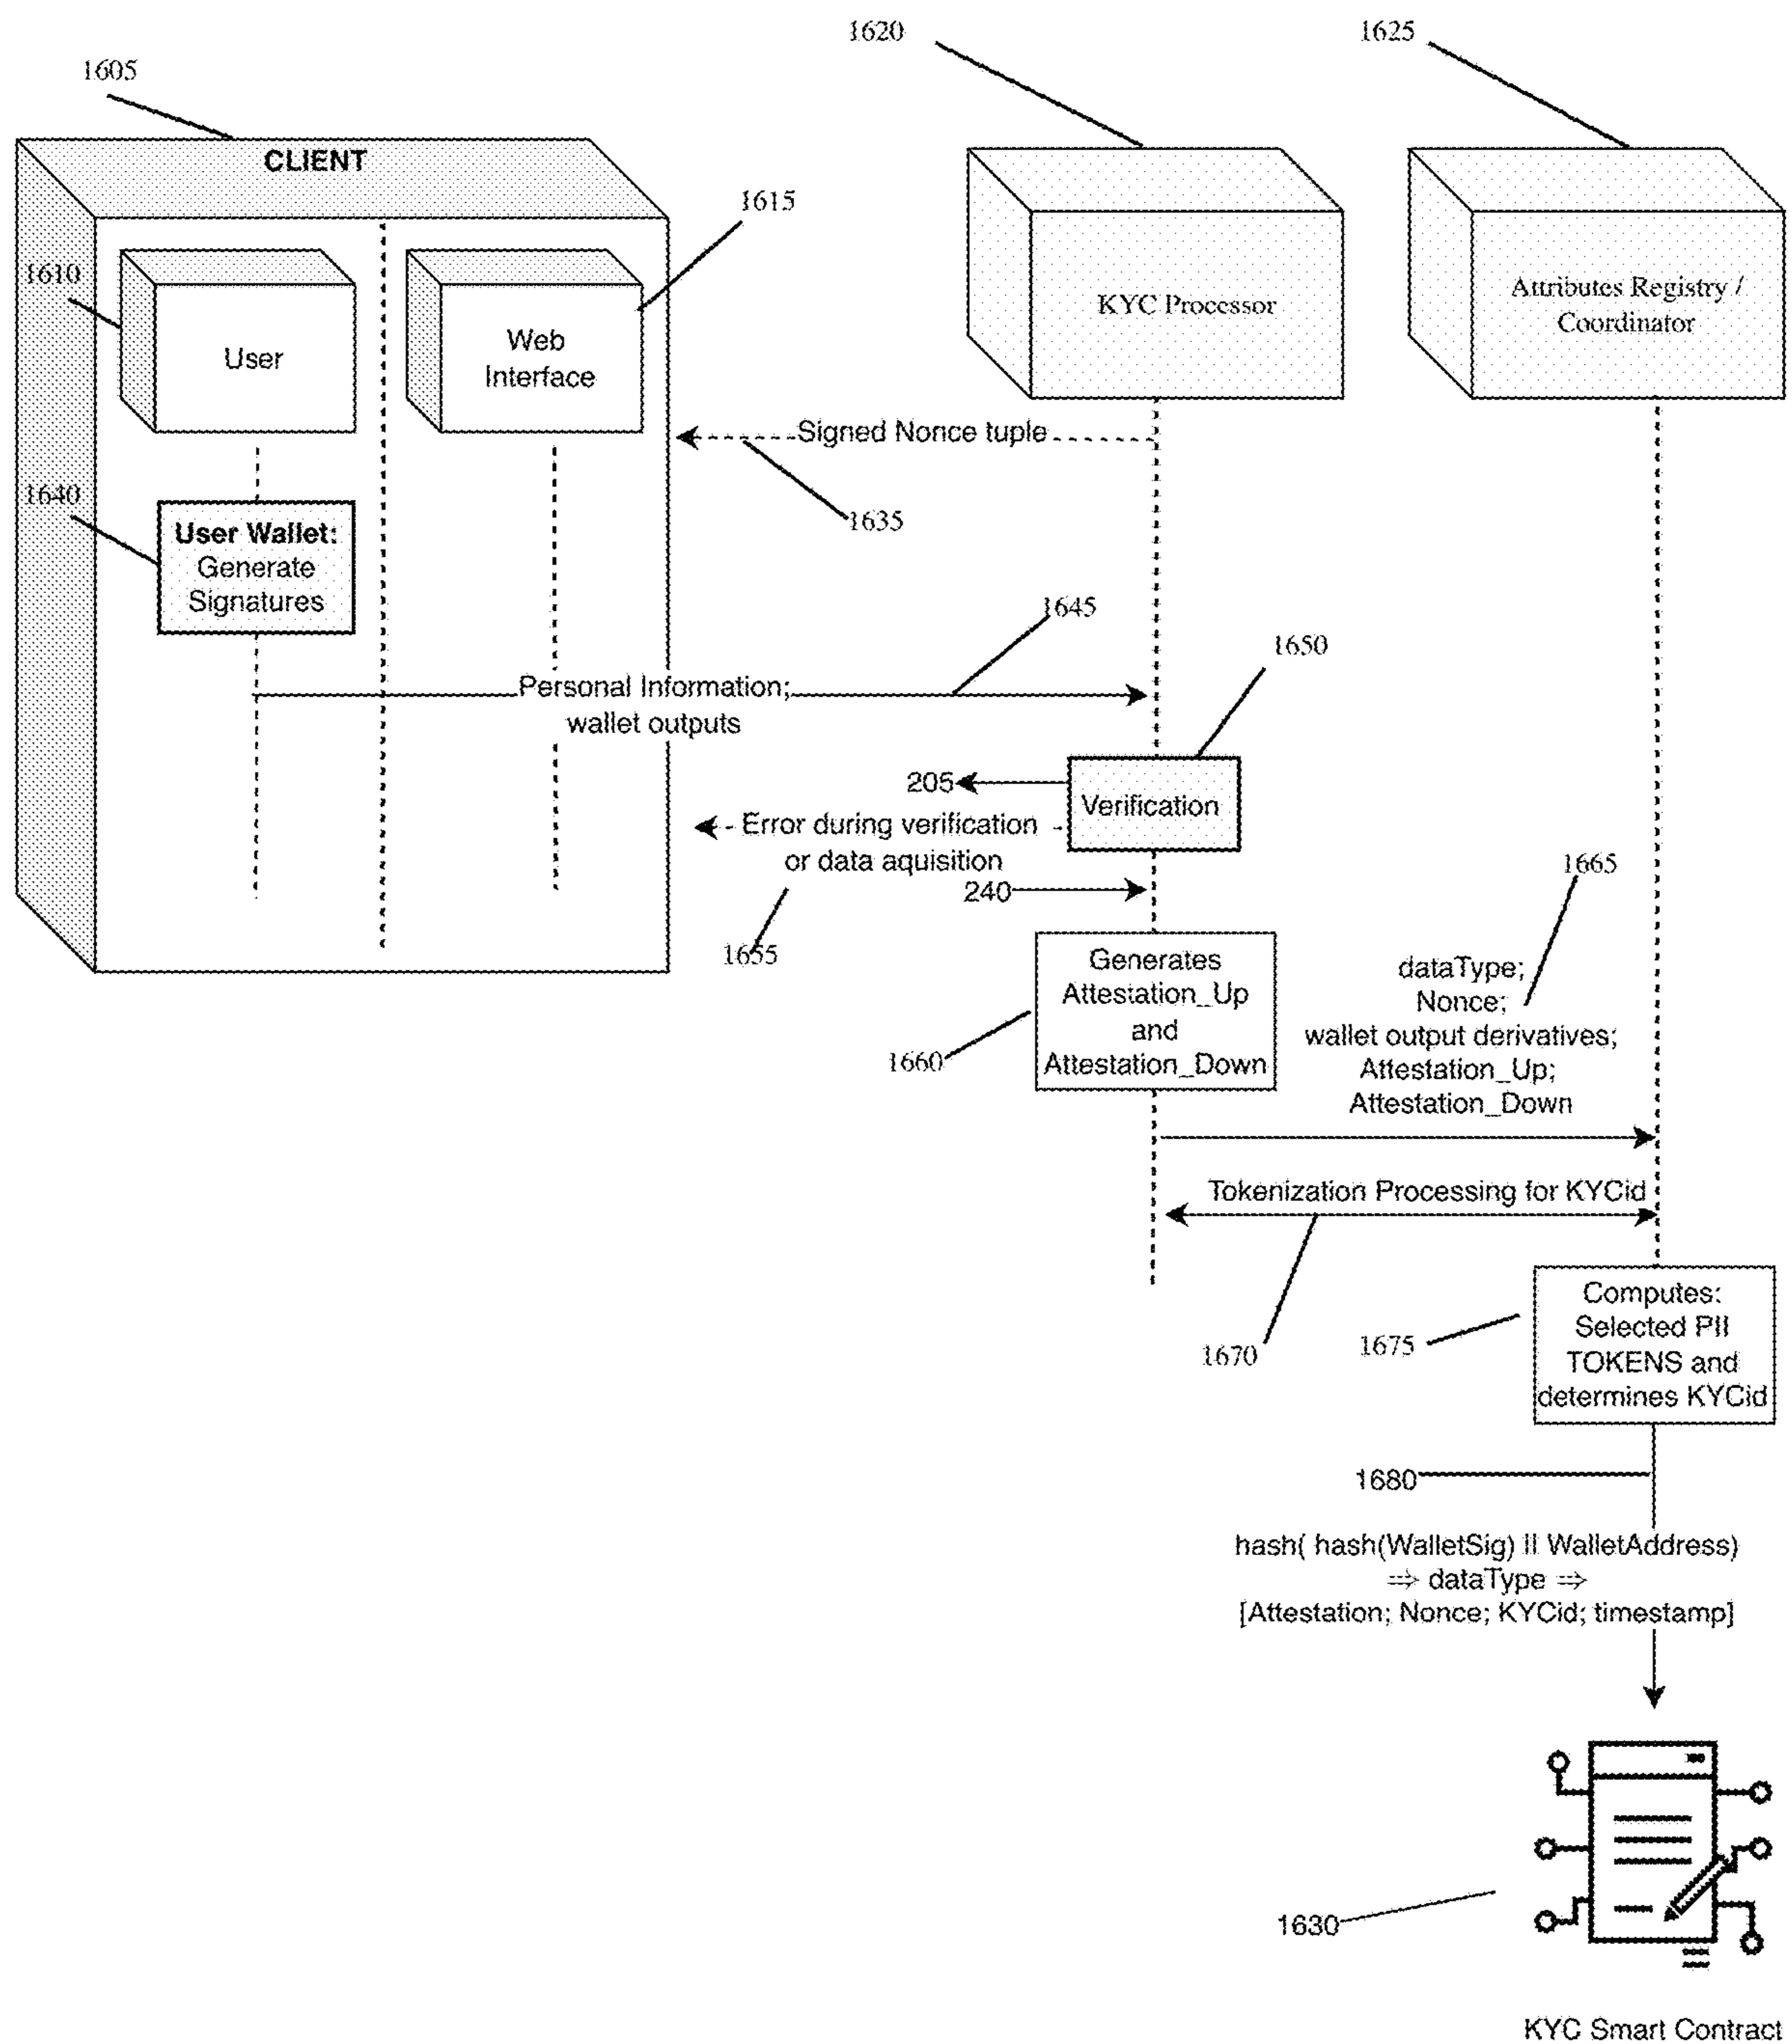 1620
1625
1605
CLIENT
1615
1610
User
Web
Interface
KYC Processor
Attributes Registry /
Coordinator
Signed Nonce tuple
1635
1640
User Wallet:
Generate
Signatures
1645
1650
Personal Information;
wallet outputs
205
Verification
Error during verification
or data aquisition
240
1655
1665
Generates
Attestation_Up
and
Attestation_Down
1660
dataType;
Nonce;
wallet output derivatives;
Attestation_Up;
Attestation_Down
Tokenization Processing for KYCid
1670
1675
Computes:
Selected PII
TOKENS and
determines KYCid
1680
hash( hash(WalletSig) II WalletAddress)
=> dataType =>
[Attestation; Nonce; KYCid; timestamp]
1630
KYC Smart Contract